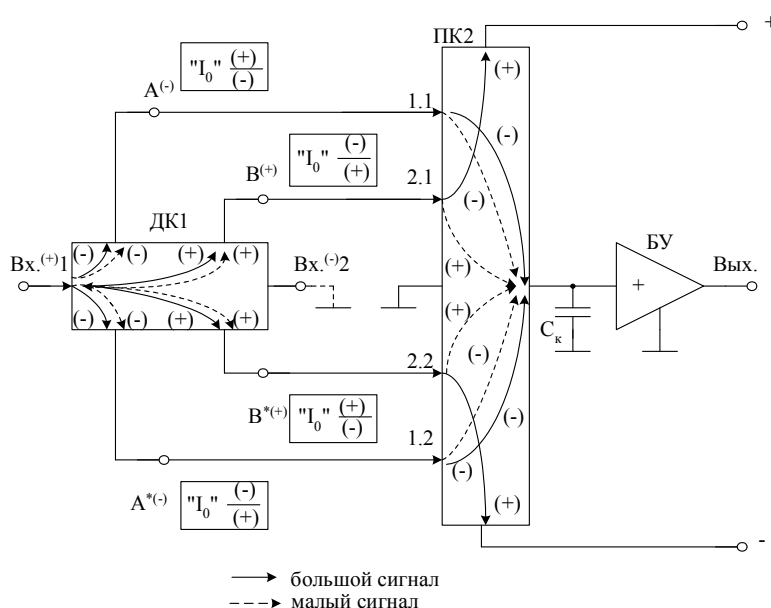 +
ПК2
"I₀" (+)/(-)
(+)
A⁽⁻⁾
1.1
(-)
B⁽⁺⁾
"I₀" (-)/(+)
2.1
(-)
ДК1
БУ
(-) (-) (+) (+)
Вх.⁽⁺⁾1
Вх.⁽⁻⁾2
(+)
+
Вых.
(-) (-) (+) (+)
(+)
Cк
(-)
2.2
B*⁽⁺⁾
"I₀" (+)/(-)
(-)
1.2
(-)
A*⁽⁻⁾
"I₀" (-)/(+)
(+)
-
большой сигнал
малый сигнал